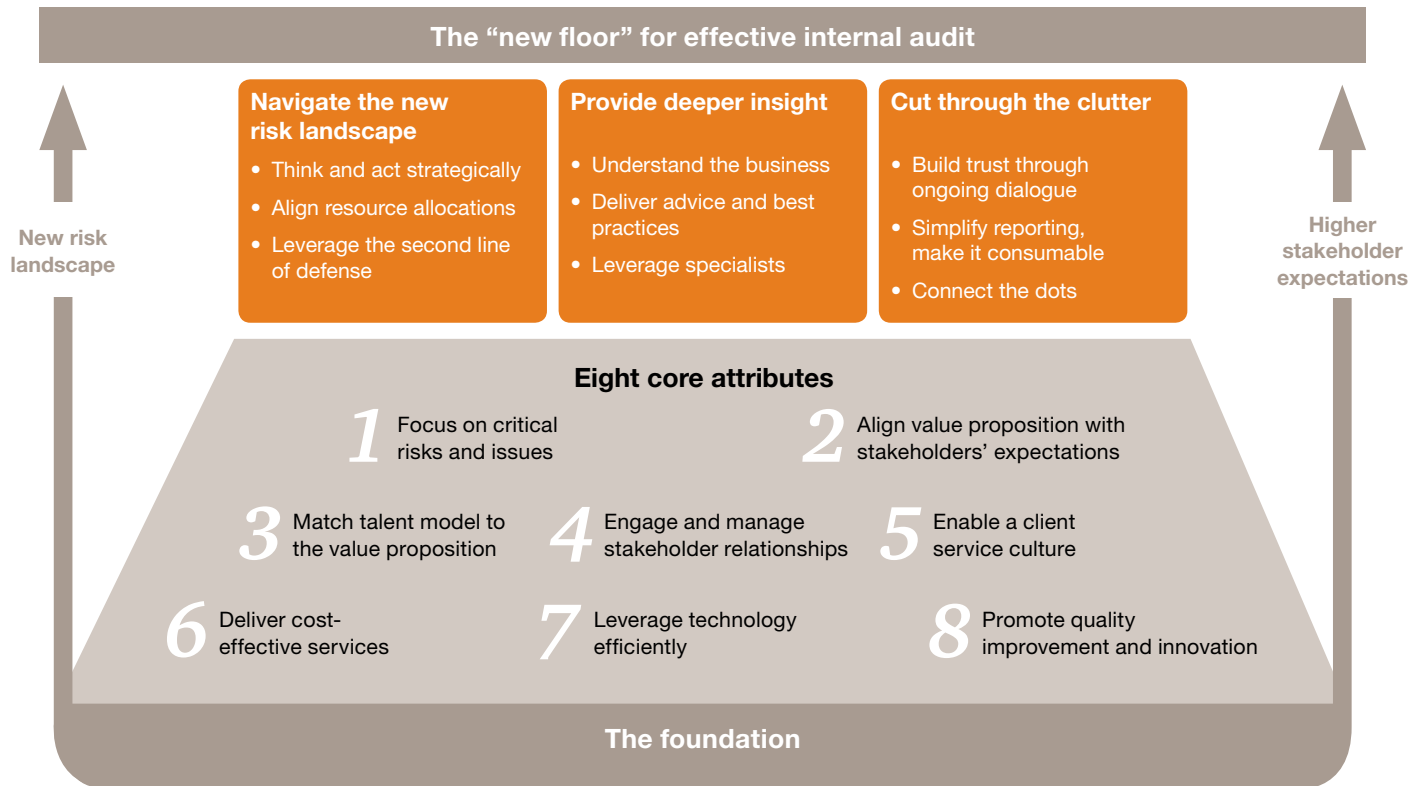 The “new floor” for effective internal audit
New risk
landscape
Navigate the new
risk landscape
• Think and act strategically
• Align resource allocations
• Leverage the second line
of defense
Provide deeper insight
• Understand the business
• Deliver advice and best
practices
• Leverage specialists
Cut through the clutter
• Build trust through
ongoing dialogue
• Simplify reporting,
make it consumable
• Connect the dots
Higher
stakeholder
expectations
Eight core attributes
1 Focus on critical
risks and issues
2 Align value proposition with
stakeholders’ expectations
3 Match talent model to
the value proposition
4 Engage and manage
stakeholder relationships
5 Enable a client
service culture
6 Deliver cost-
effective services
7 Leverage technology
efficiently
8 Promote quality
improvement and innovation
The foundation